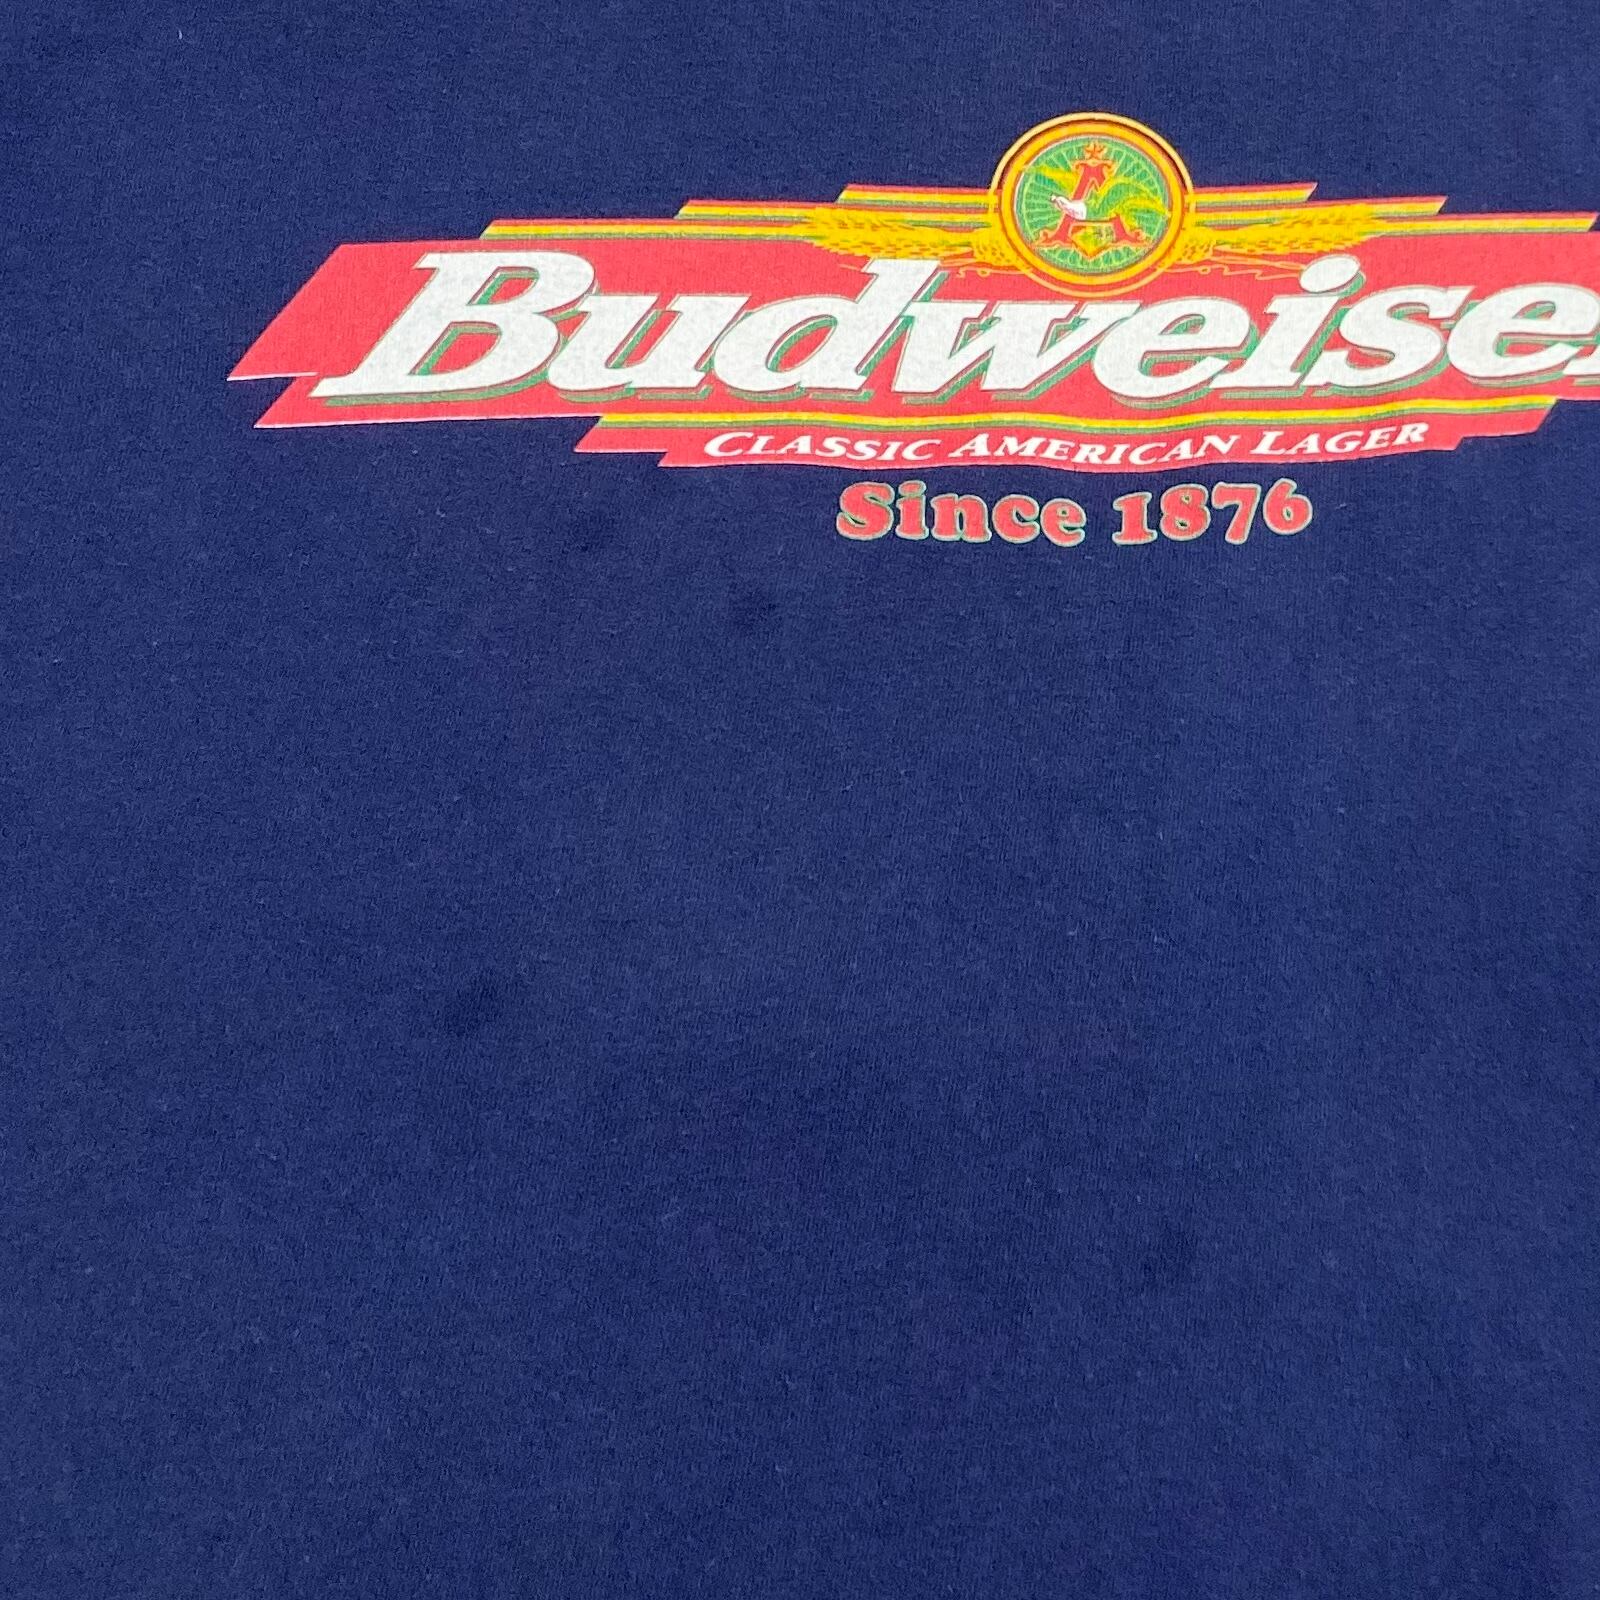 Budweiser
CLASSIC AMERICAN LAGER
Since 1876